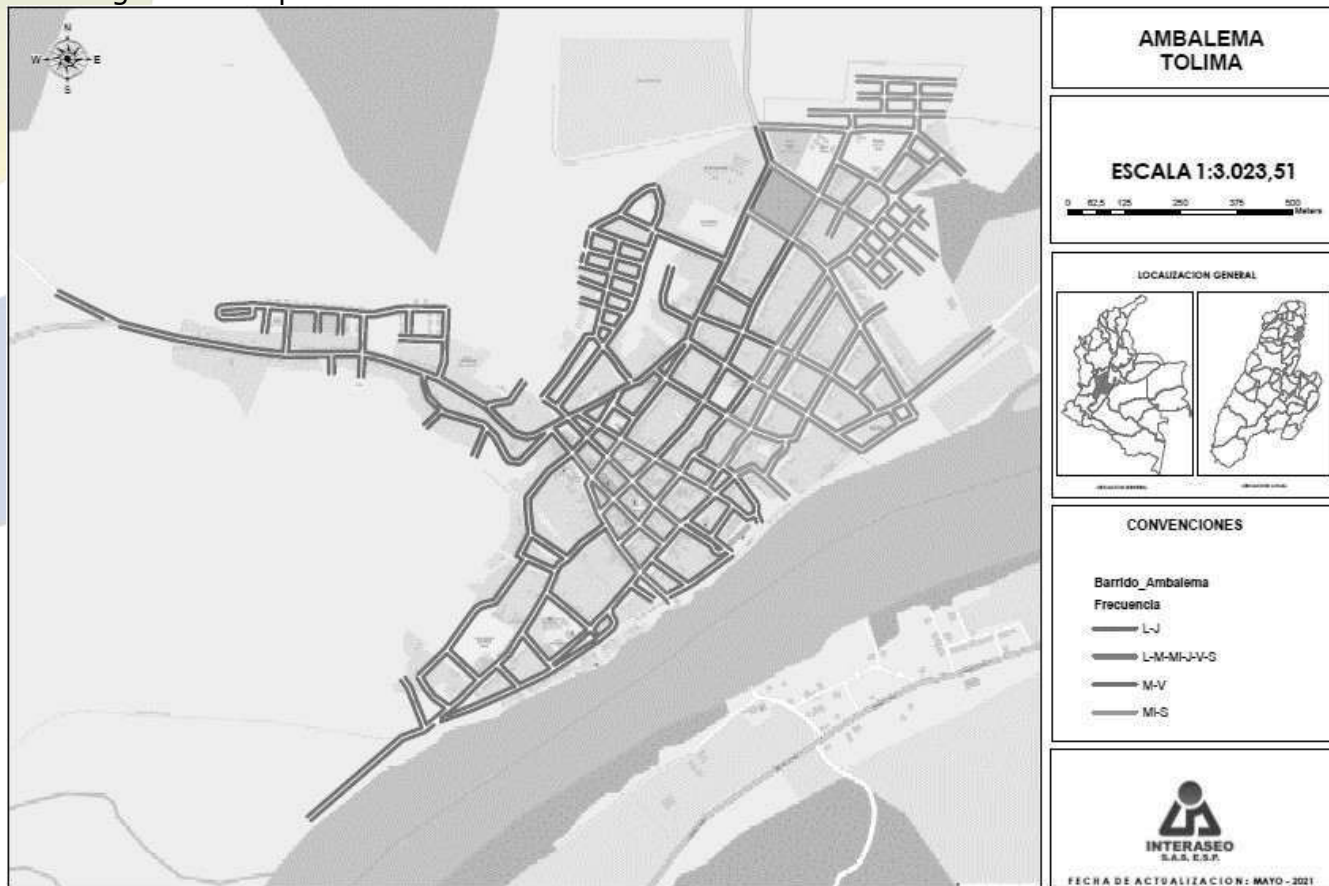 N
W E
S
AMBALEMA
TOLIMA
ESCALA 1:3.023,51
0 62,5 125 250 375 500
Meters
LOCALIZACION GENERAL
CONVENCIONES
Barrido_Ambalema
Frecuencia
L-J
L-M-MI-J-V-S
M-V
MI-S
INTERASEO
S.A.S. E.S.P.
FECHA DE ACTUALIZACION: MAYO - 2021